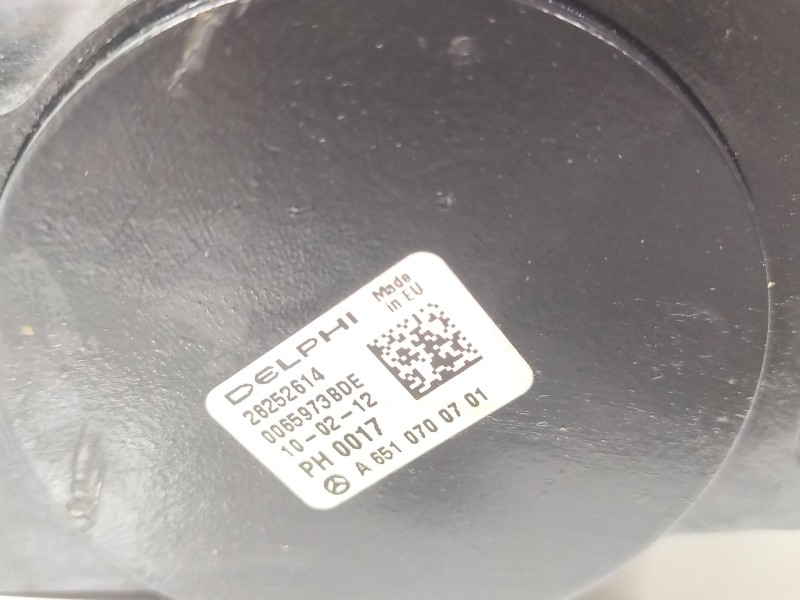 DELPHI
Made
in EU
28252614
0065973BDE
10-02-12
PH 0017
A 651 070 07 01